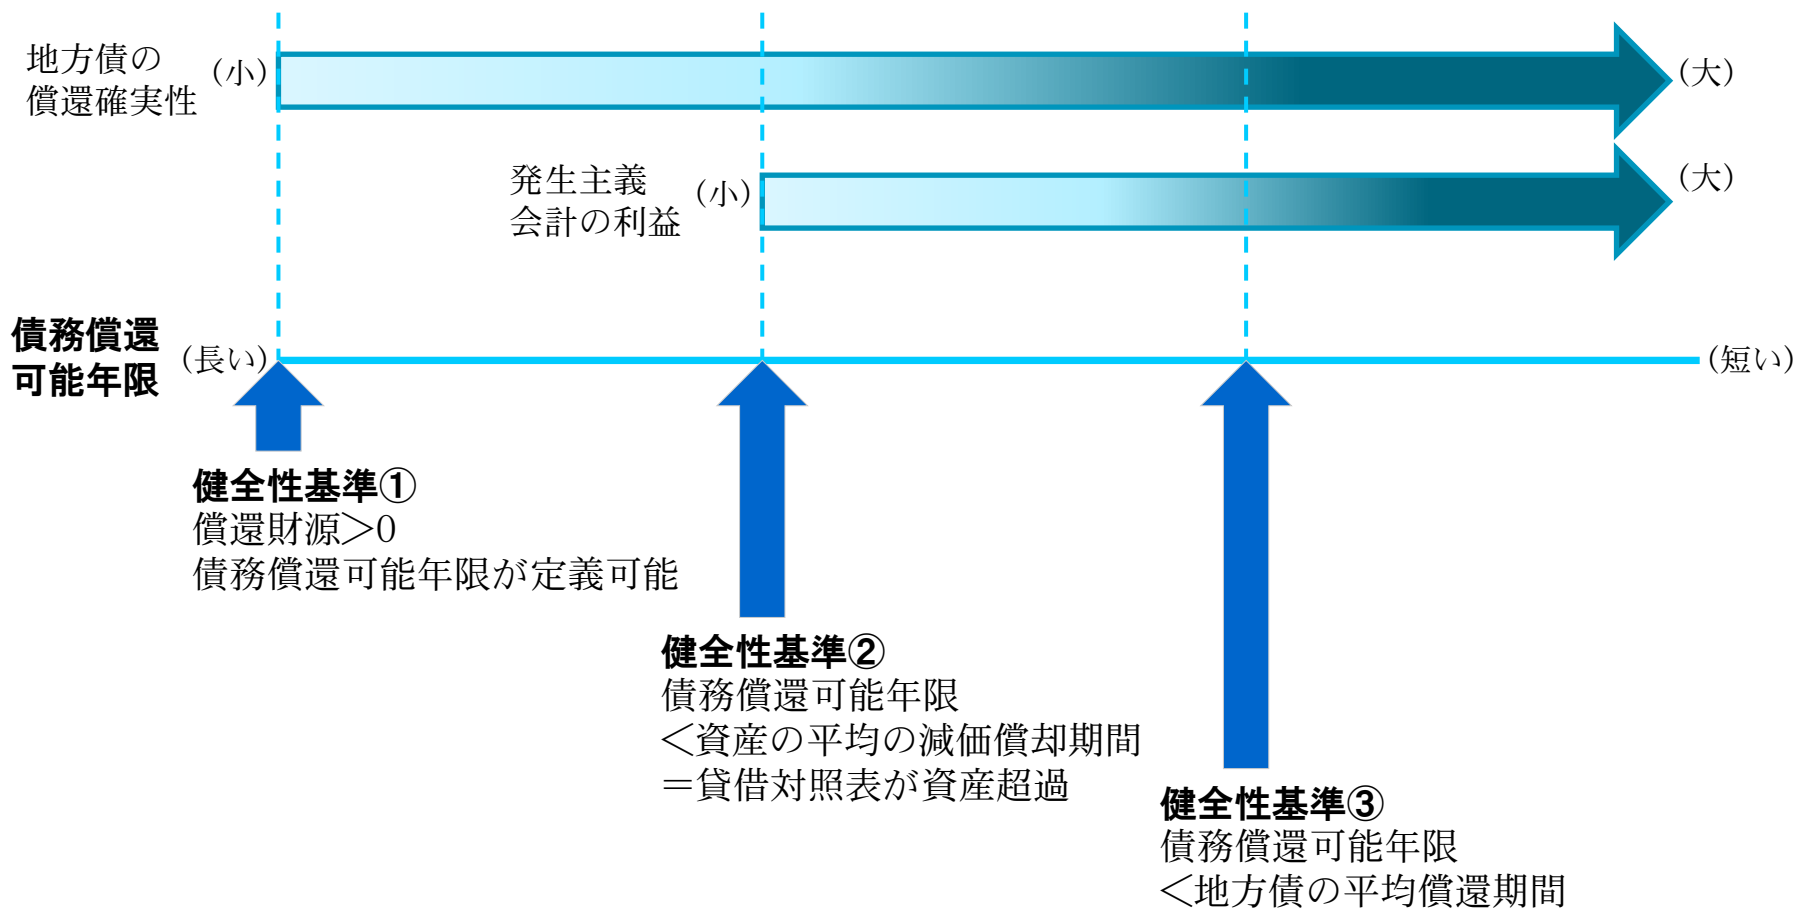 地方債の
償還確実性
（小）
（大）
発生主義
会計の利益
（小）
（大）
債務償還
可能年限
（長い）
（短い）
健全性基準①
償還財源＞0
債務償還可能年限が定義可能
健全性基準②
債務償還可能年限
＜資産の平均の減価償却期間
＝貸借対照表が資産超過
健全性基準③
債務償還可能年限
＜地方債の平均償還期間